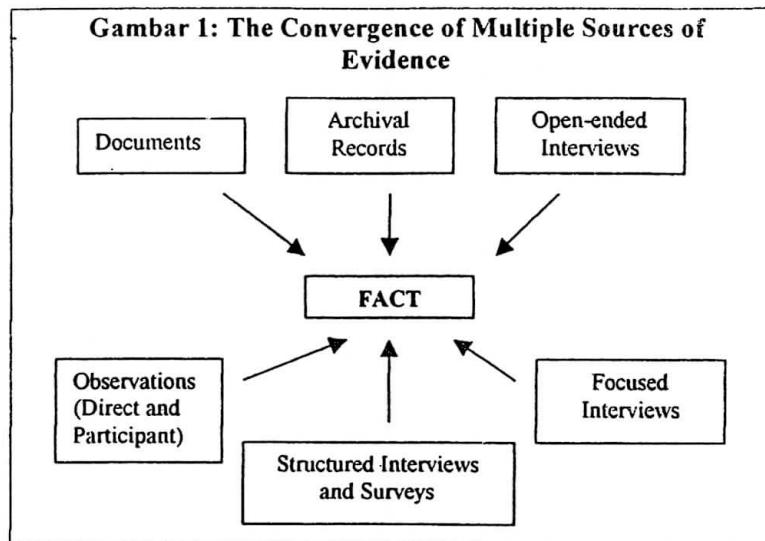 Gambar 1: The Convergence of Multiple Sources of
Evidence
Documents
Archival
Records
Open-ended
Interviews
FACT
Observations
(Direct and
Participant)
Structured Interviews
and Surveys
Focused
Interviews